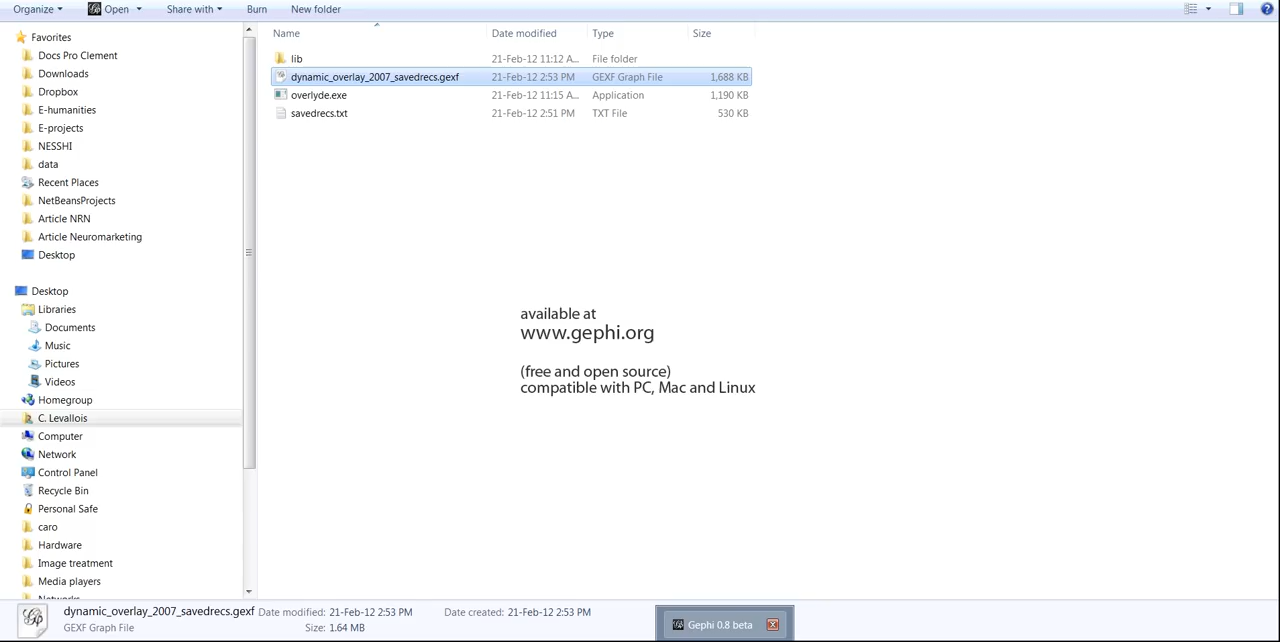 Organize Open Share with Burn New folder
Favorites
Docs Pro Clement
Downloads
Dropbox
E-humanities
E-projects
NESSHI
data
Recent Places
NetBeansProjects
Article NRN
Article Neuromarketing
Desktop
Desktop
Libraries
Documents
Music
Pictures
Videos
Homegroup
C. Levallois
Computer
Network
Control Panel
Recycle Bin
Personal Safe
caro
Hardware
Image treatment
Media players
Name Date modified Type Size
lib 21-Feb-12 11:12 A... File folder
dynamic_overlay_2007_savedrecs.gexf 21-Feb-12 2:53 PM GEXF Graph File 1,688 KB
overlyde.exe 21-Feb-12 11:15 A... Application 1,190 KB
savedrecs.txt 21-Feb-12 2:51 PM TXT File 530 KB
available at
www.gephi.org
(free and open source)
compatible with PC, Mac and Linux
dynamic_overlay_2007_savedrecs.gexf Date modified: 21-Feb-12 2:53 PM Date created: 21-Feb-12 2:53 PM
GEXF Graph File Size: 1.64 MB
Gephi 0.8 beta